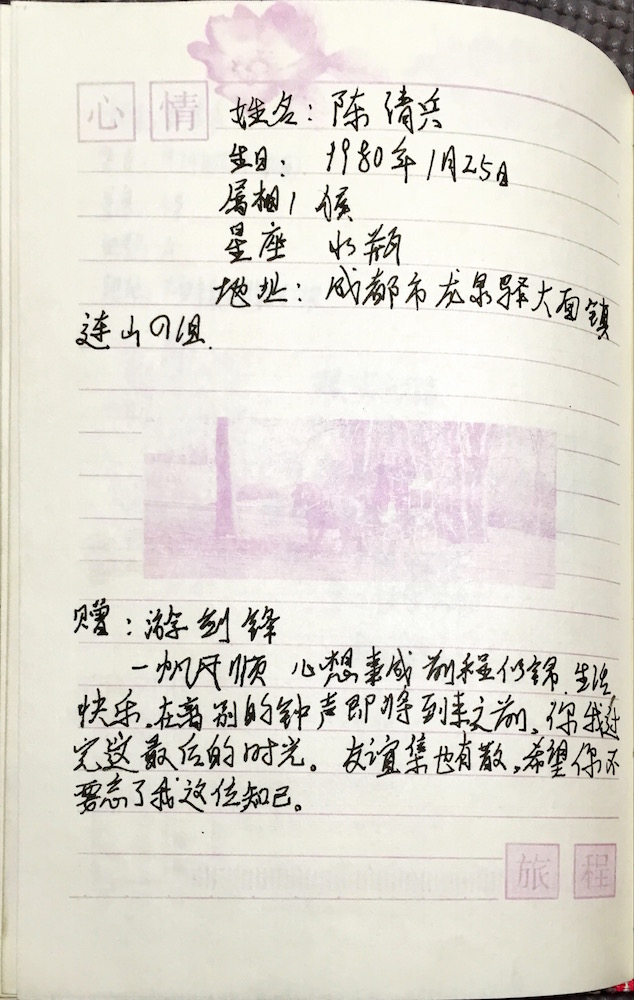 心情
姓名：陈清兵
生日：1980年1月25日
属相：猴
星座 水瓶
地址：成都市龙泉驿大面镇
连山0组.
赠：游剑锋
一帆风顺 心想事成 前程似锦.生活
快乐.在离别的钟声即将到来之前.你我过
完这最后的时光。友谊集也有散.希望你不
要忘了我这位知己。
旅程